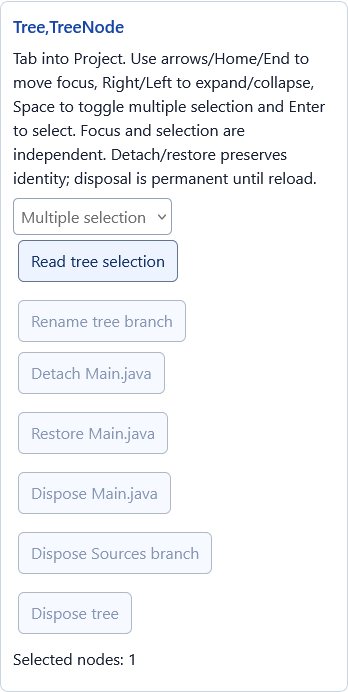 Tree,TreeNode
Tab into Project. Use arrows/Home/End to
move focus, Right/Left to expand/collapse,
Space to toggle multiple selection and Enter
to select. Focus and selection are
independent. Detach/restore preserves
identity; disposal is permanent until reload.
Multiple selection
Read tree selection
Rename tree branch
Detach Main.java
Restore Main.java
Dispose Main.java
Dispose Sources branch
Dispose tree
Selected nodes: 1